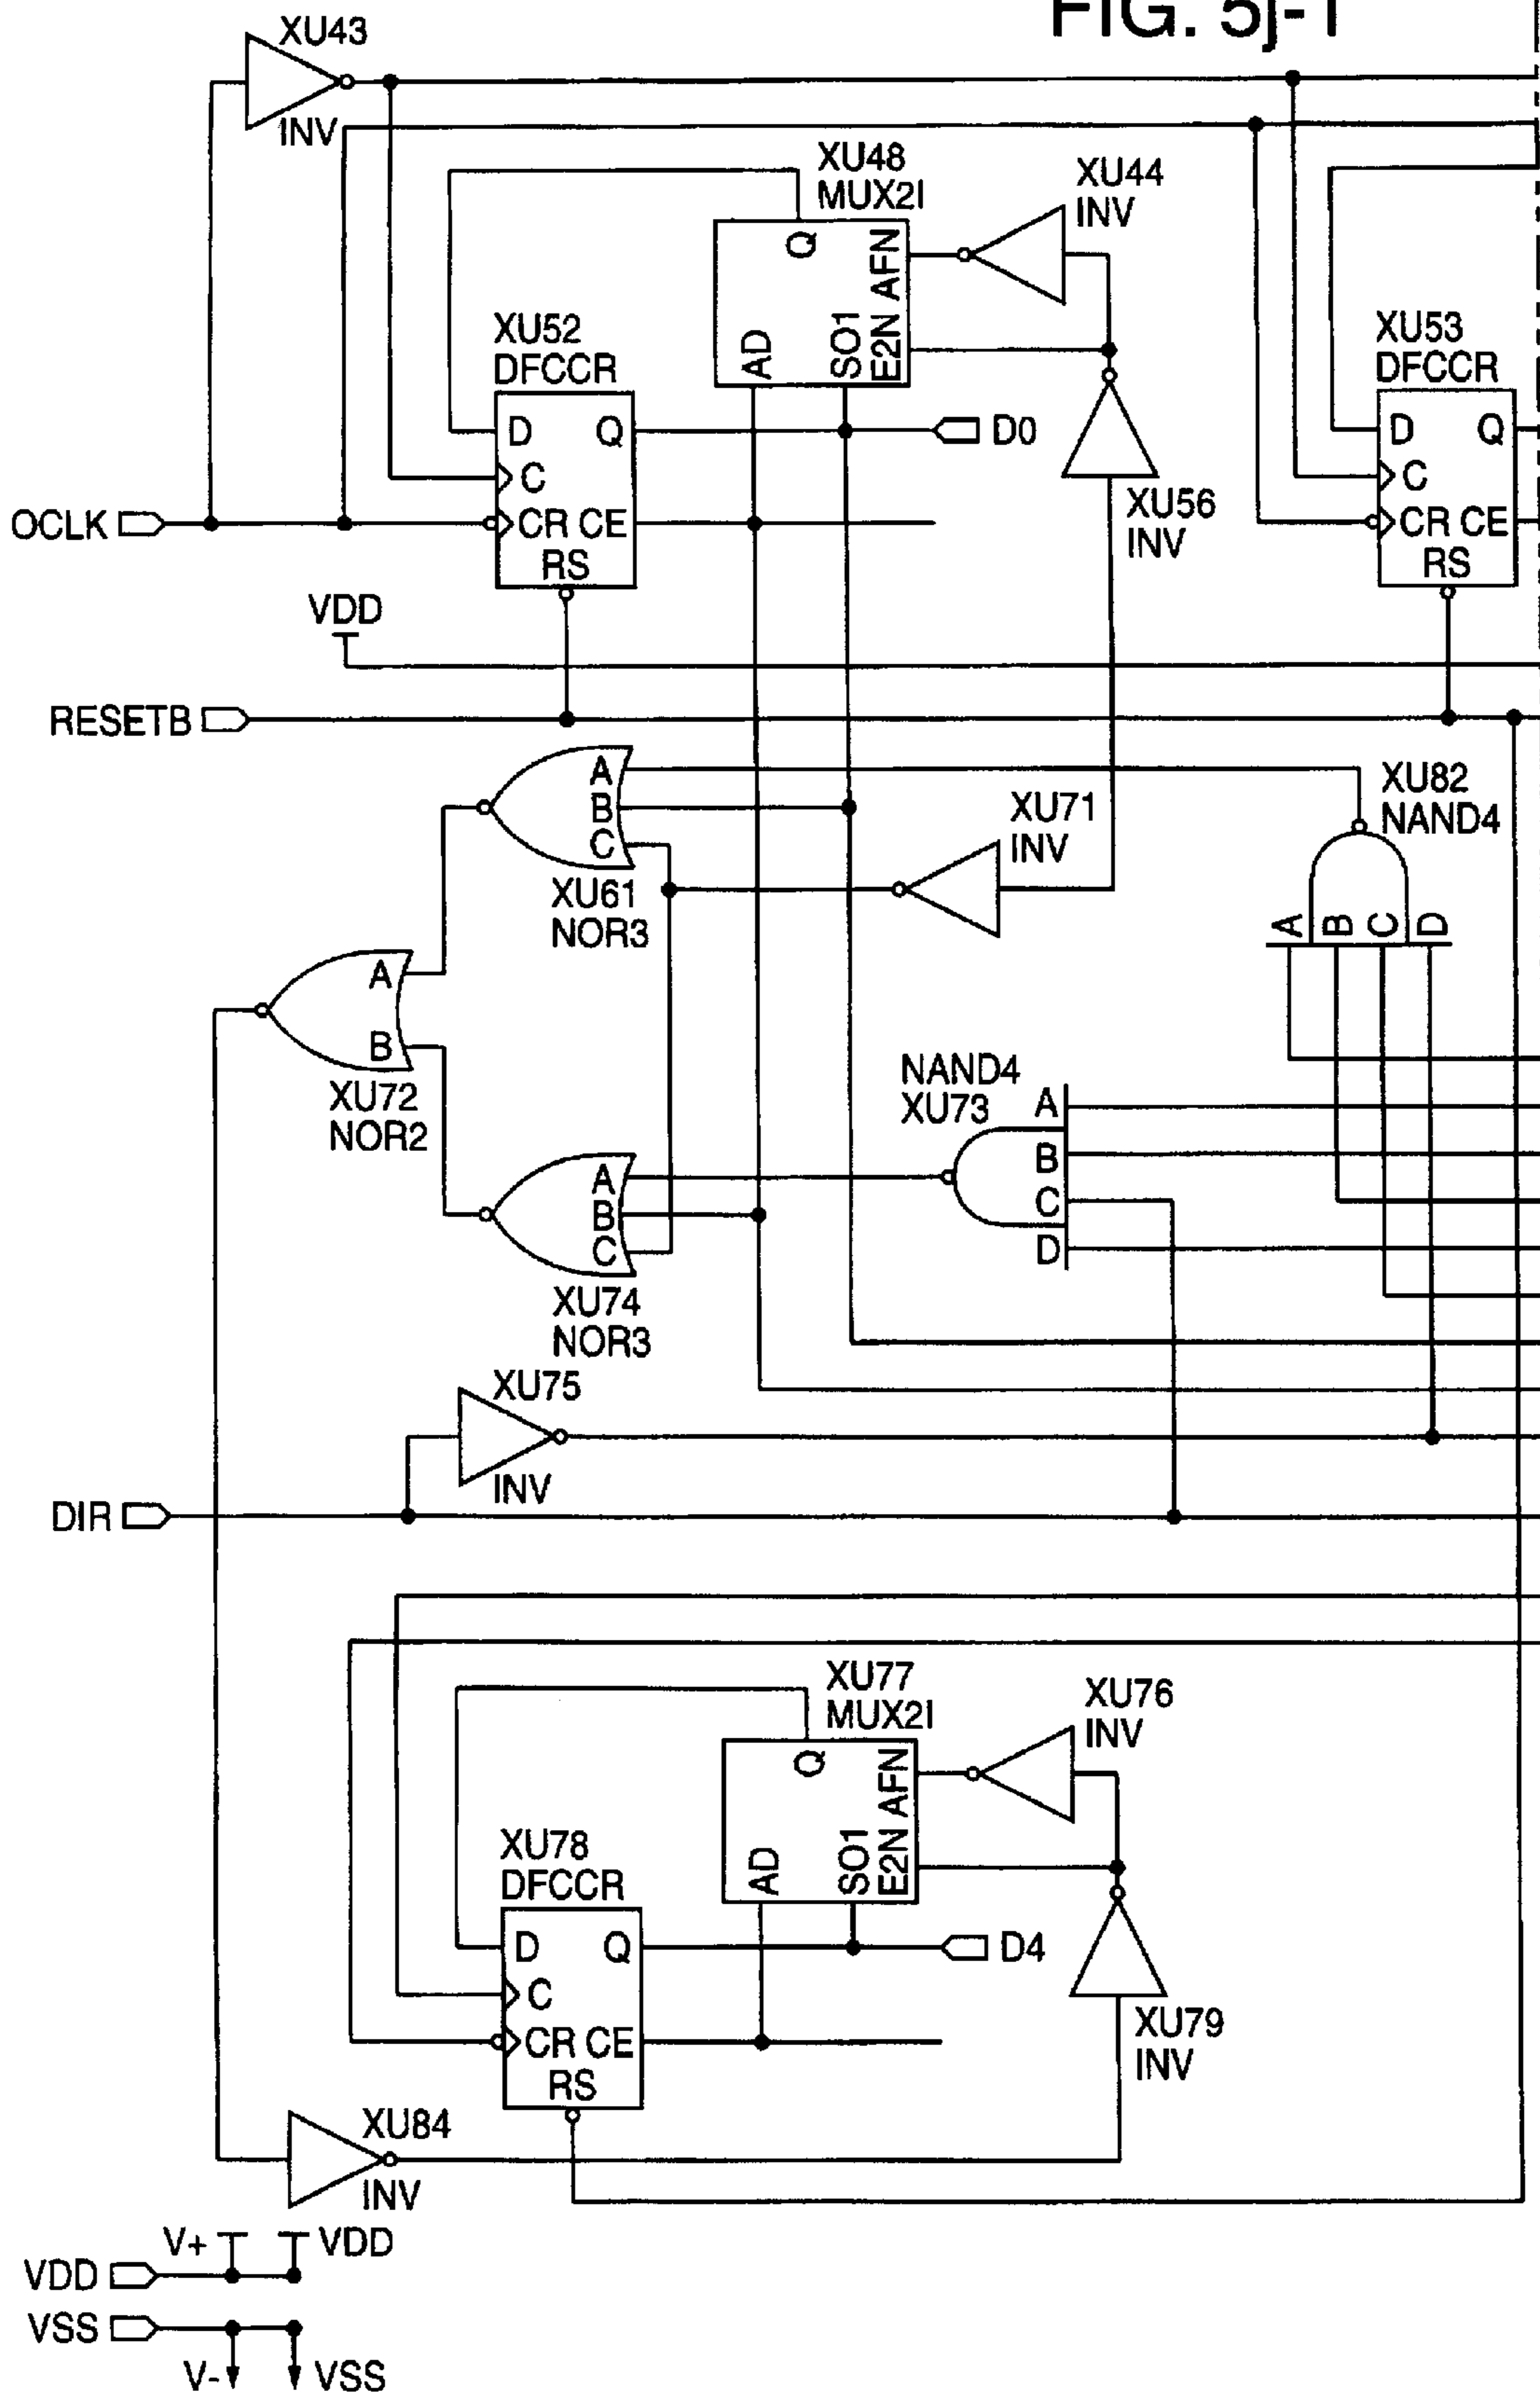 FIG. 5j-1
XU43
INV
XU48
MUX2I
XU44
INV
Q
AFN
AD
SO1
E2N
XU52
DFCCR
D Q
C
CR CE
RS
D0
XU56
INV
XU53
DFCCR
D Q
C
CR CE
RS
OCLK
VDD
RESETB
A
B
C
XU61
NOR3
XU71
INV
XU82
NAND4
A B C D
A
B
XU72
NOR2
NAND4
XU73
A
B
C
D
A
B
C
XU74
NOR3
XU75
INV
DIR
XU77
MUX2I
XU76
INV
Q
AFN
AD
SO1
E2N
XU78
DFCCR
D Q
C
CR CE
RS
D4
XU79
INV
XU84
INV
V+ VDD
VDD
VSS
V- VSS